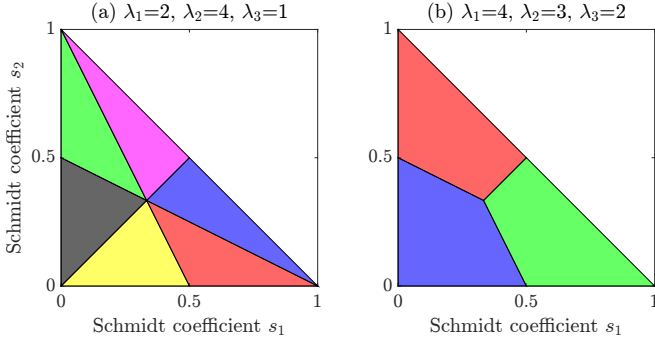 (a) λ₁=2, λ₂=4, λ₃=1
1
0.5
0
0 0.5 1
Schmidt coefficient s₂
Schmidt coefficient s₁
(b) λ₁=4, λ₂=3, λ₃=2
1
0.5
0
0 0.5 1
Schmidt coefficient s₁